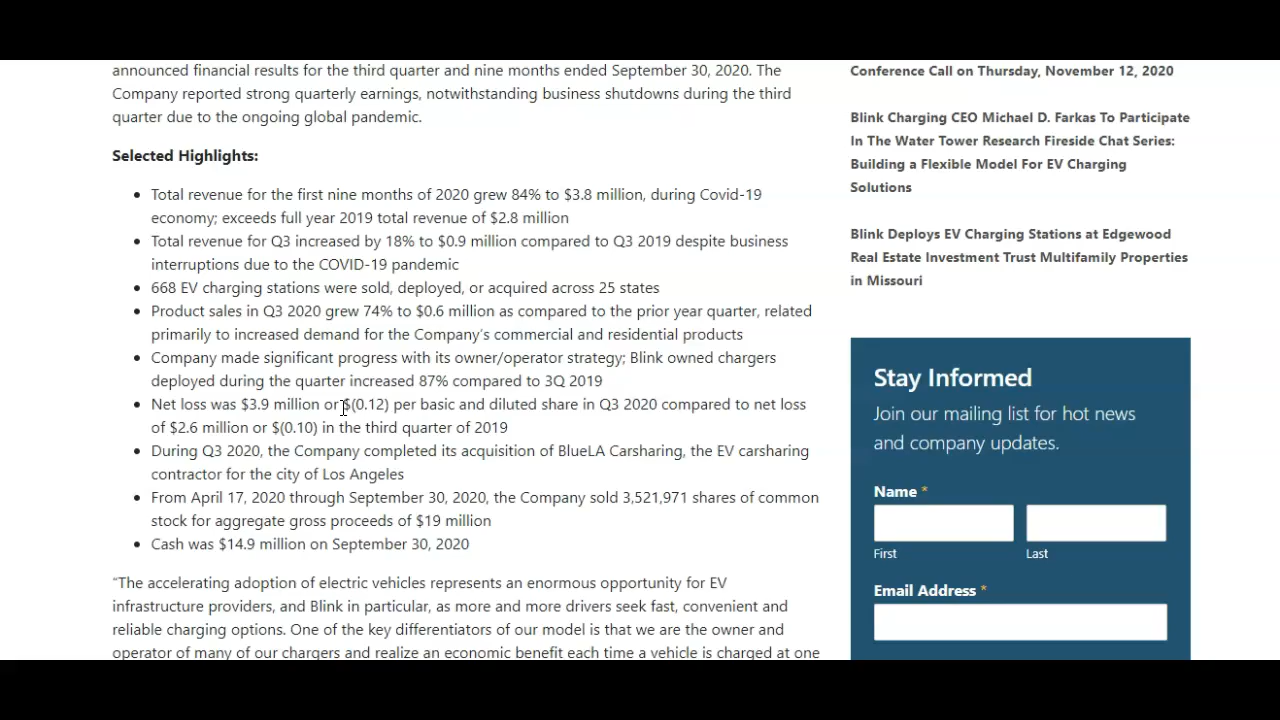 announced financial results for the third quarter and nine months ended September 30, 2020. The
Company reported strong quarterly earnings, notwithstanding business shutdowns during the third
quarter due to the ongoing global pandemic.
Selected Highlights:
Total revenue for the first nine months of 2020 grew 84% to $3.8 million, during Covid-19
economy; exceeds full year 2019 total revenue of $2.8 million
Total revenue for Q3 increased by 18% to $0.9 million compared to Q3 2019 despite business
interruptions due to the COVID-19 pandemic
668 EV charging stations were sold, deployed, or acquired across 25 states
Product sales in Q3 2020 grew 74% to $0.6 million as compared to the prior year quarter, related
primarily to increased demand for the Company's commercial and residential products
Company made significant progress with its owner/operator strategy; Blink owned chargers
deployed during the quarter increased 87% compared to 3Q 2019
Net loss was $3.9 million or $(0.12) per basic and diluted share in Q3 2020 compared to net loss
of $2.6 million or $(0.10) in the third quarter of 2019
During Q3 2020, the Company completed its acquisition of BlueLA Carsharing, the EV carsharing
contractor for the city of Los Angeles
From April 17, 2020 through September 30, 2020, the Company sold 3,521,971 shares of common
stock for aggregate gross proceeds of $19 million
Cash was $14.9 million on September 30, 2020
"The accelerating adoption of electric vehicles represents an enormous opportunity for EV
infrastructure providers, and Blink in particular, as more and more drivers seek fast, convenient and
reliable charging options. One of the key differentiators of our model is that we are the owner and
operator of many of our chargers and realize an economic benefit each time a vehicle is charged at one
Conference Call on Thursday, November 12, 2020
Blink Charging CEO Michael D. Farkas To Participate
In The Water Tower Research Fireside Chat Series:
Building a Flexible Model For EV Charging
Solutions
Blink Deploys EV Charging Stations at Edgewood
Real Estate Investment Trust Multifamily Properties
in Missouri
Stay Informed
Join our mailing list for hot news
and company updates.
Name *
First Last
Email Address *